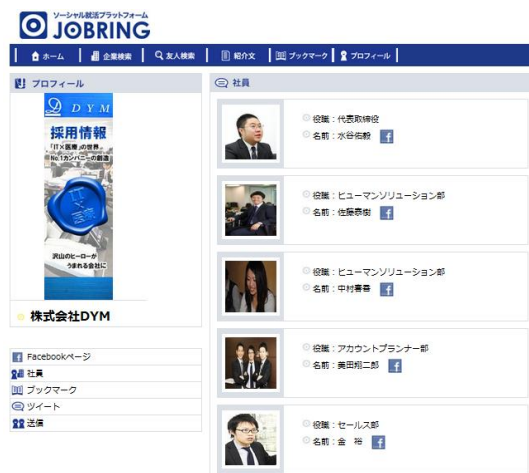 ソーシャル就活プラットフォーム
JOBRING
ホーム
企業検索
友人検索
紹介文
ブックマーク
プロフィール
プロフィール
DYM
採用情報
「IT×医療」の世界
No.1カンパニーの創造
IT×医療
沢山のヒーローが
うまれる会社に
株式会社DYM
Facebookページ
社員
ブックマーク
ツイート
送信
社員
役職：代表取締役
名前：水谷佑毅
役職：ヒューマンソリューション部
名前：佐藤泰樹
役職：ヒューマンソリューション部
名前：中村喜香
役職：アカウントプランナー部
名前：美田翔二郎
役職：セールス部
名前：金 裕